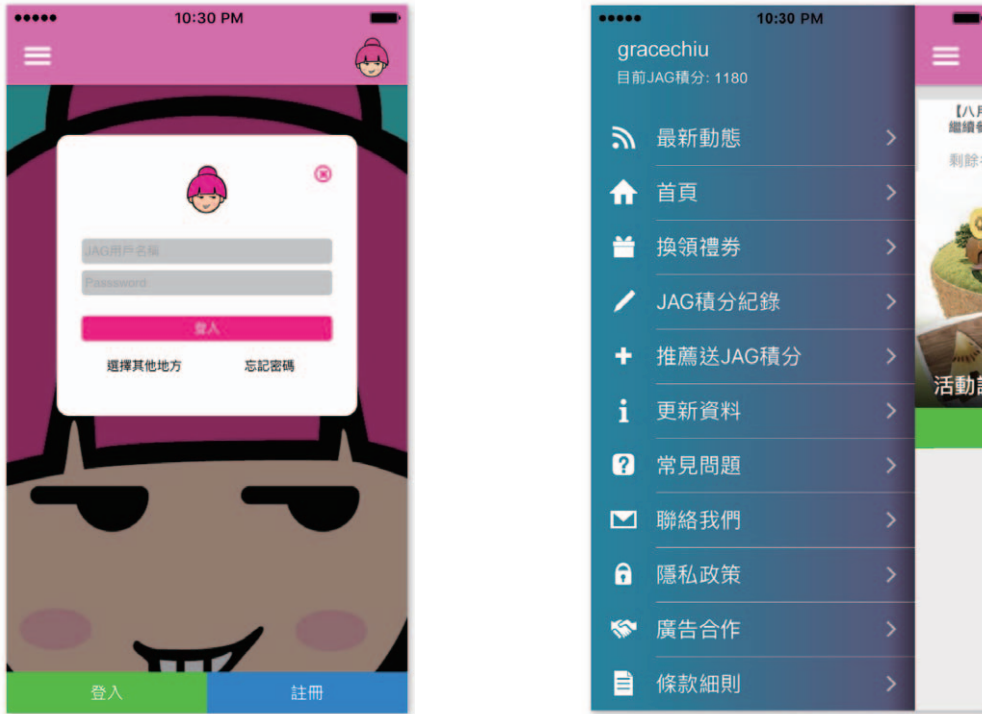 10:30 PM
JAG用戶名稱
Passsword
登入
選擇其他地方
忘記密碼
登入
註冊
10:30 PM
gracechiu
目前JAG積分: 1180
最新動態
首頁
換領禮券
JAG積分紀錄
推薦送JAG積分
更新資料
常見問題
聯絡我們
隱私政策
廣告合作
條款細則
【八月
繼續參
剩餘
活動